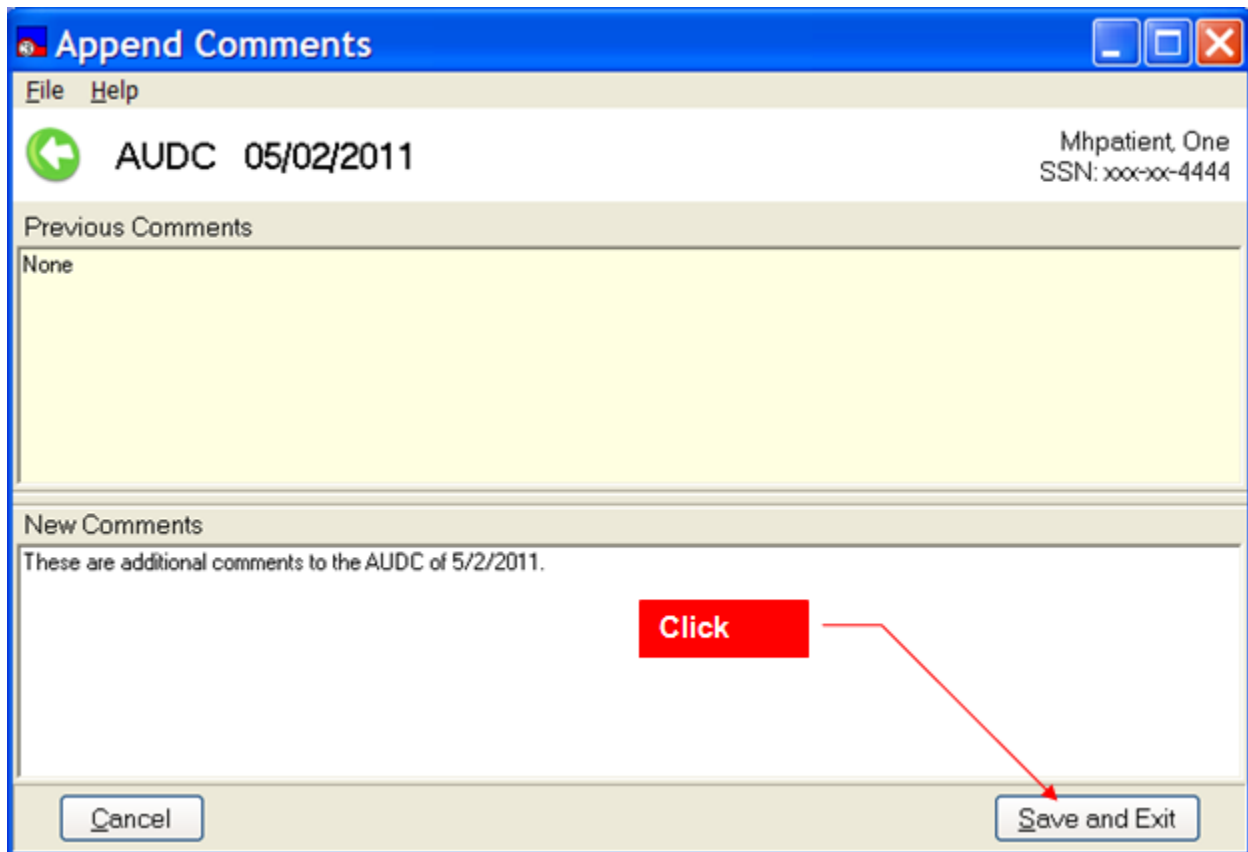 Append Comments
File Help
AUDC 05/02/2011
Mhpatient, One
SSN: xxx-xx-4444
Previous Comments
None
New Comments
These are additional comments to the AUDC of 5/2/2011.
Click
Cancel
Save and Exit